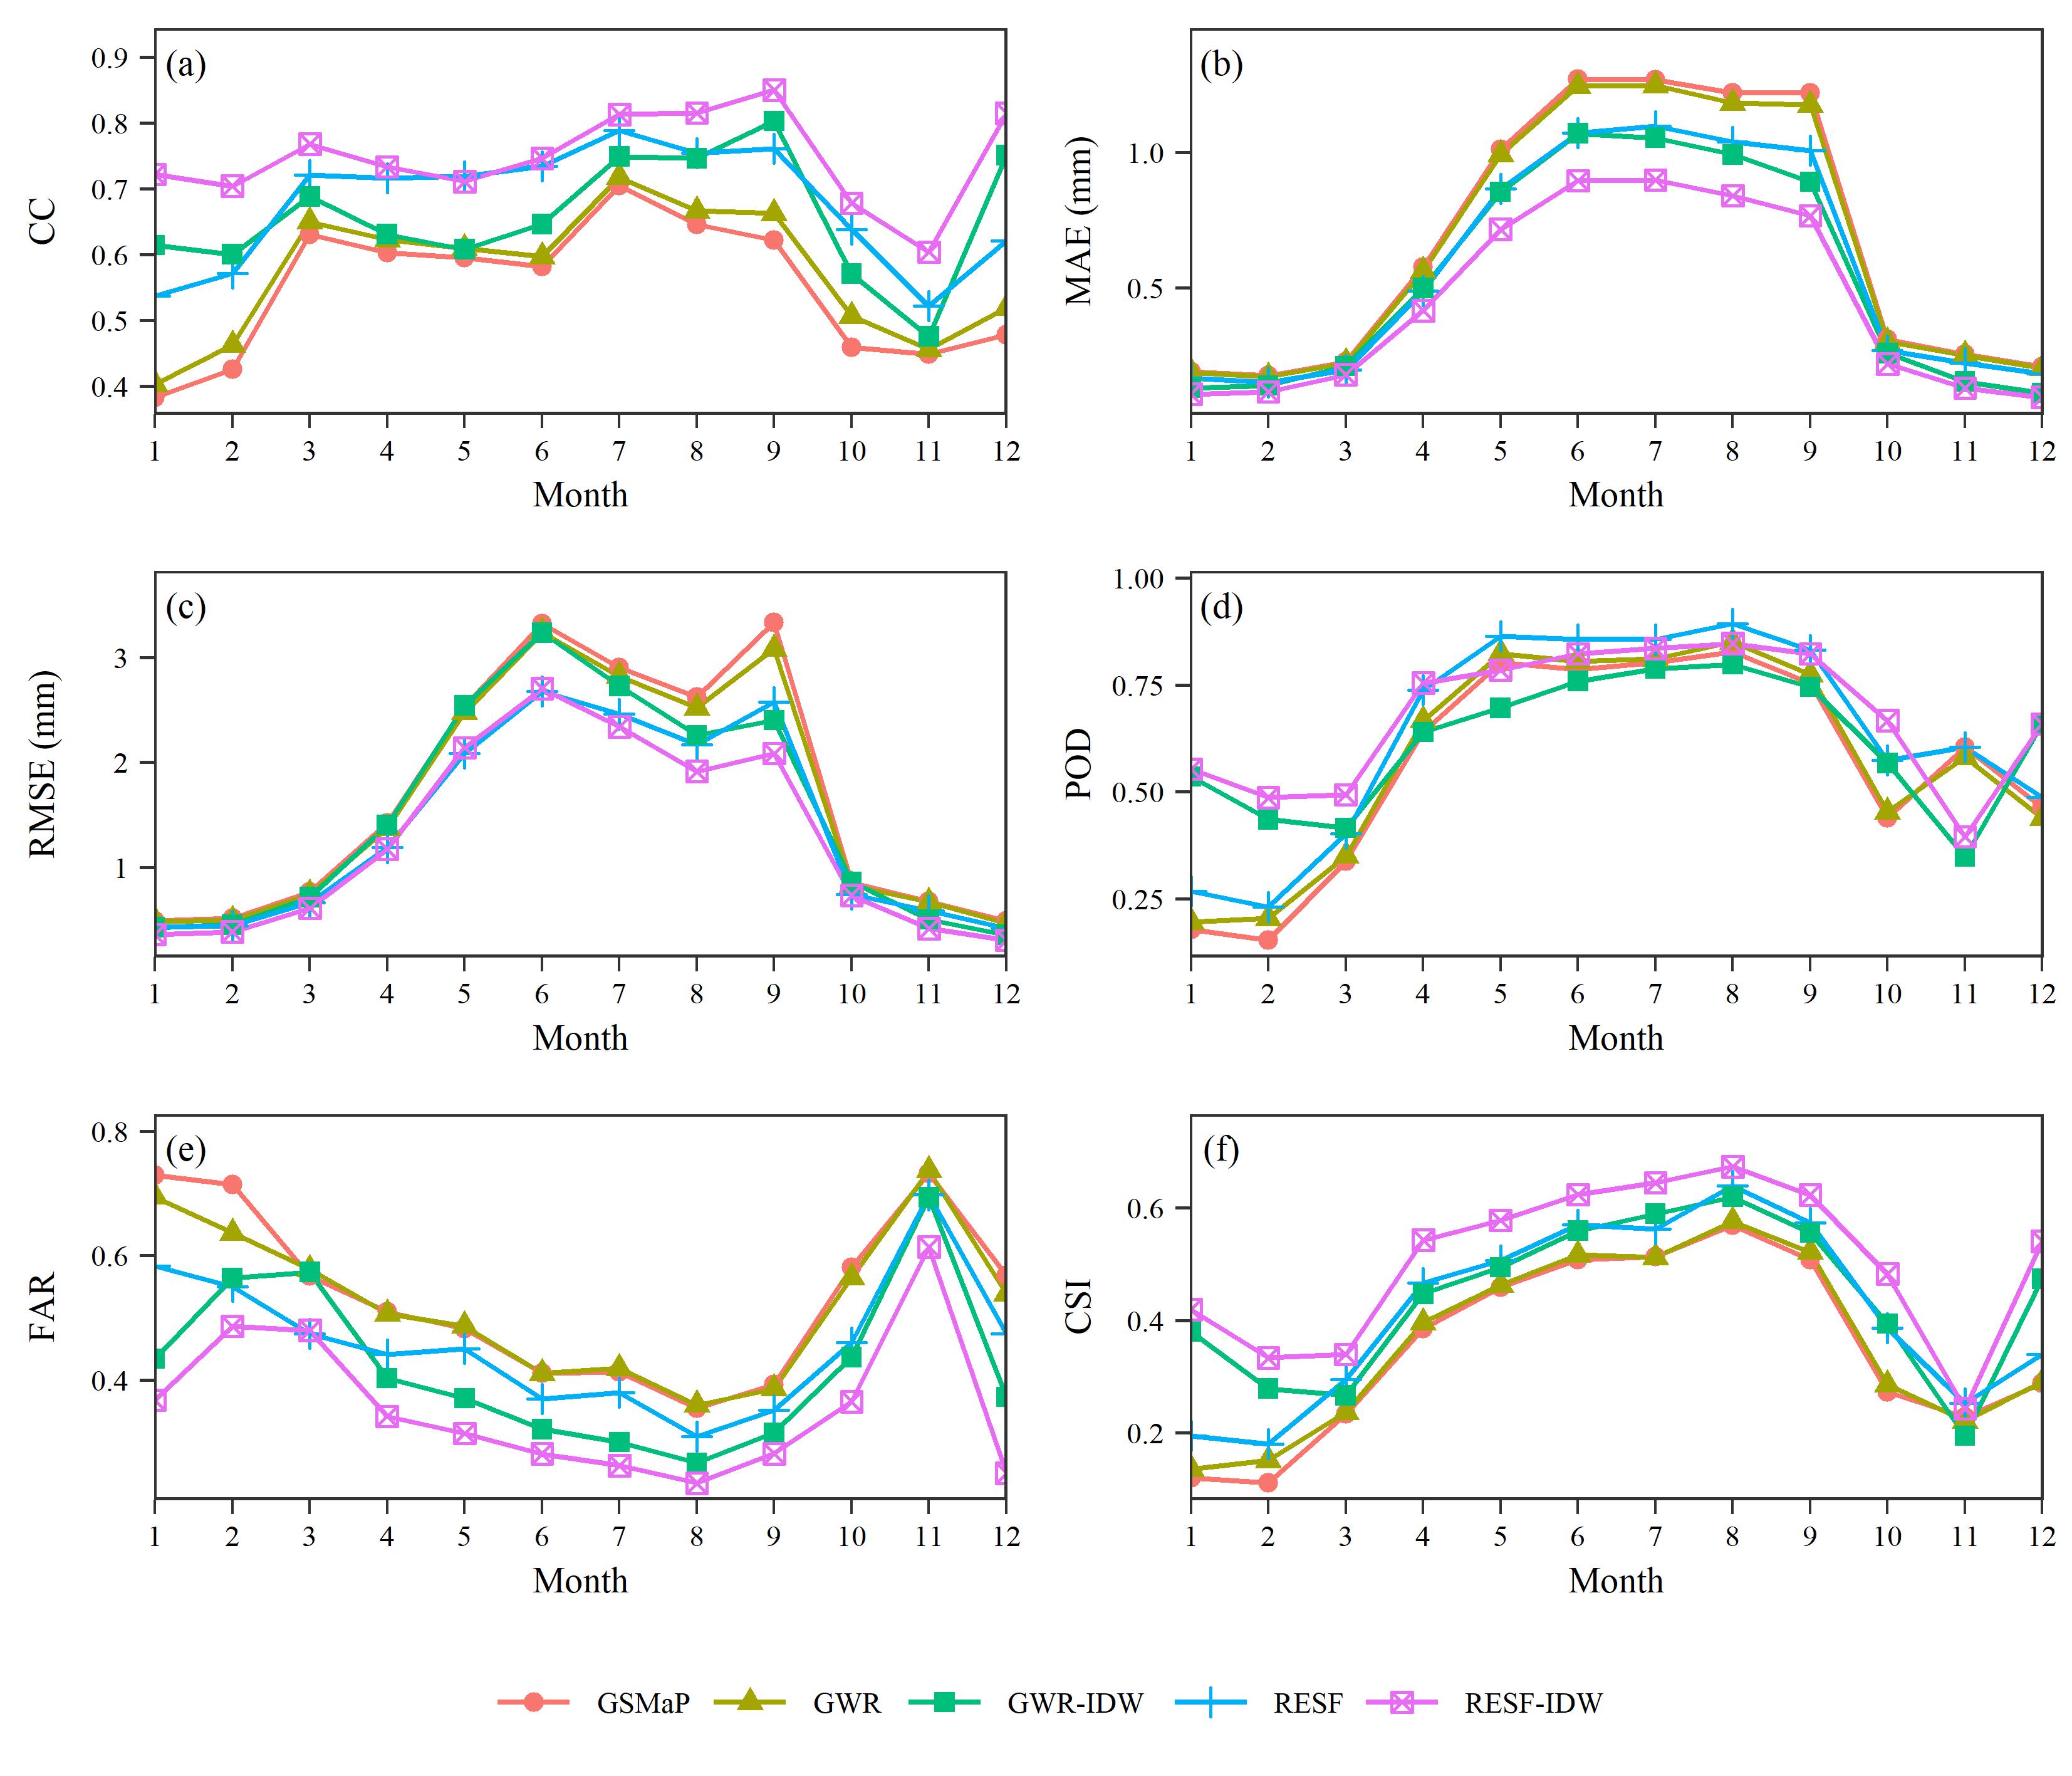 (a)
CC
0.9
0.8
0.7
0.6
0.5
0.4
1 2 3 4 5 6 7 8 9 10 11 12
Month
(b)
MAE (mm)
1.0
0.5
1 2 3 4 5 6 7 8 9 10 11 12
Month
(c)
RMSE (mm)
3
2
1
1 2 3 4 5 6 7 8 9 10 11 12
Month
(d)
POD
1.00
0.75
0.50
0.25
1 2 3 4 5 6 7 8 9 10 11 12
Month
(e)
FAR
0.8
0.6
0.4
1 2 3 4 5 6 7 8 9 10 11 12
Month
(f)
CSI
0.6
0.4
0.2
1 2 3 4 5 6 7 8 9 10 11 12
Month
GSMaP GWR GWR-IDW RESF RESF-IDW